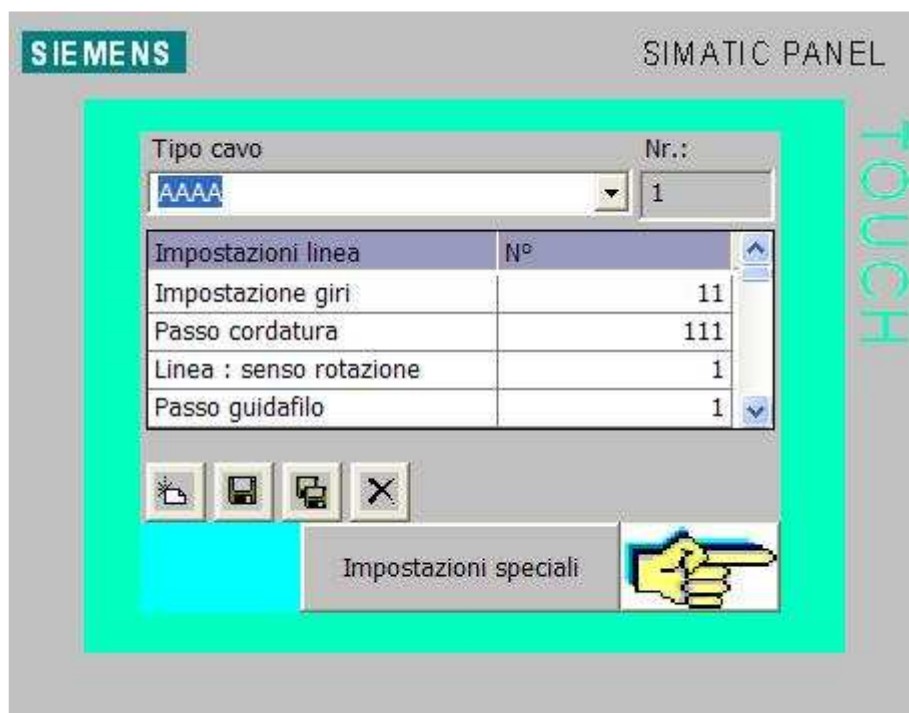 SIEMENS
SIMATIC PANEL
TOUCH
Tipo cavo
Nr.:
AAAA
1
Impostazioni linea N°
Impostazione giri 11
Passo cordatura 111
Linea : senso rotazione 1
Passo guidafilo 1
Impostazioni speciali